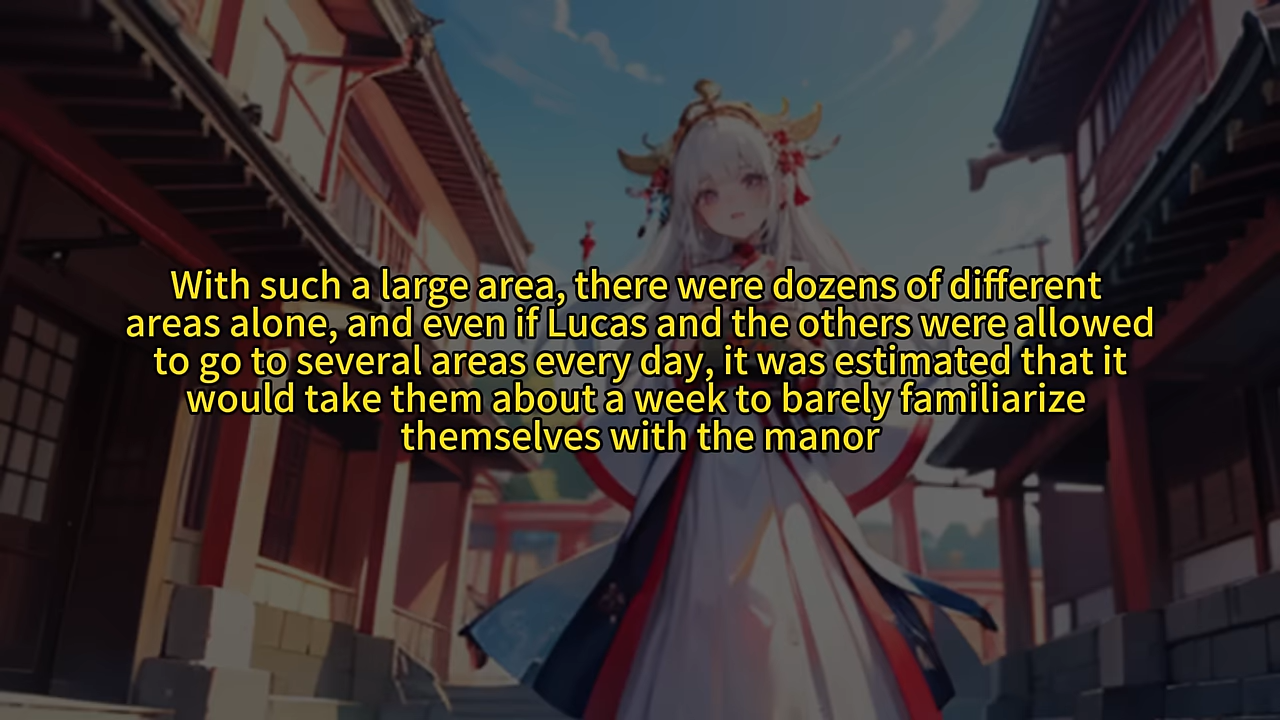 With such a large area, there were dozens of different
areas alone, and even if Lucas and the others were allowed
to go to several areas every day, it was estimated that it
would take them about a week to barely familiarize
themselves with the manor